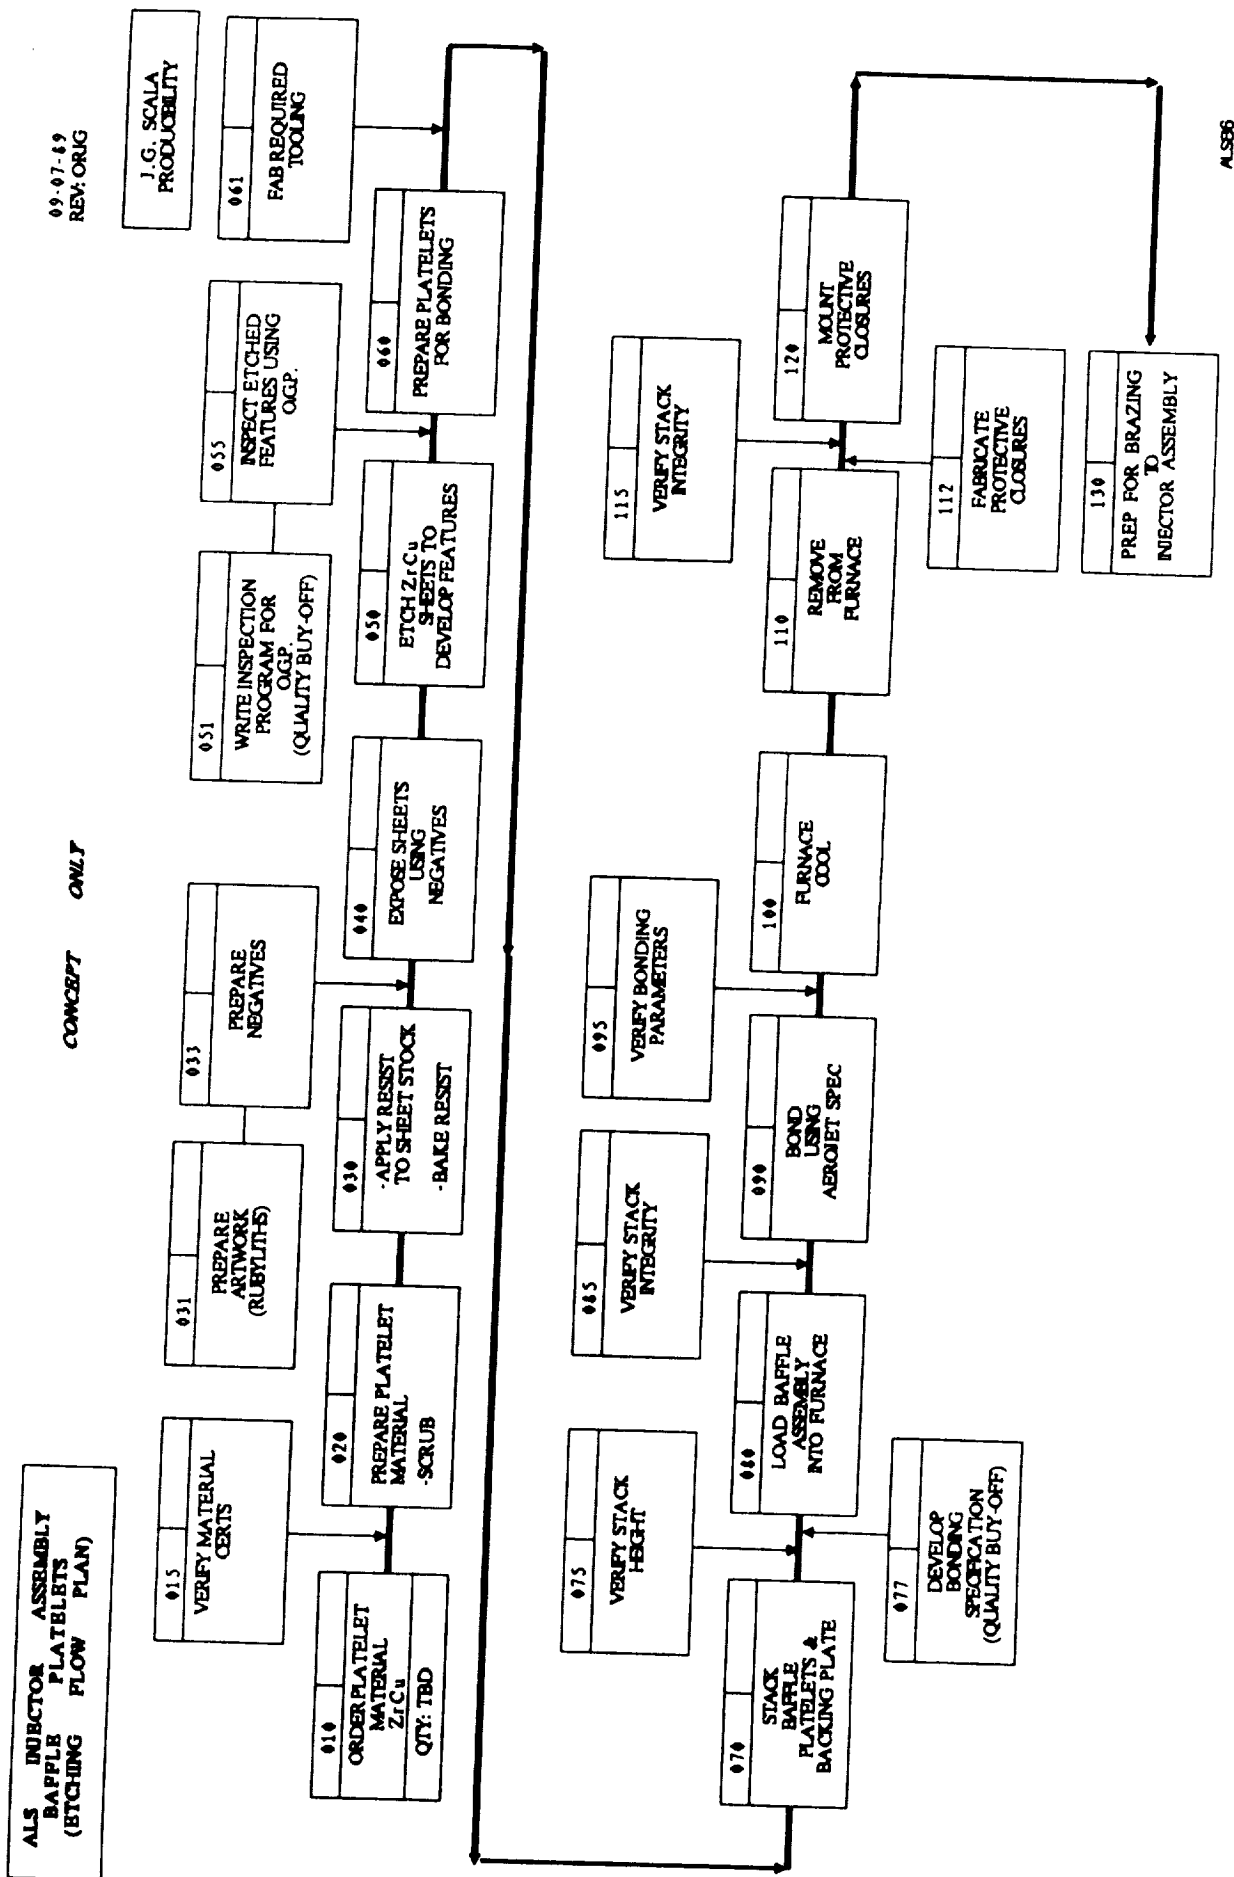 ALS INJECTOR ASSEMBLY
BAFFLE PLATELETS
(ETCHING FLOW PLAN)
CONCEPT ONLY
09-07-89
REV: ORIG
J.G. SCALA
PRODUCIBILITY
015
VERIFY MATERIAL
CERTS
031
PREPARE
ARTWORK
(RUBYLITHS)
033
PREPARE
NEGATIVES
051
WRITE INSPECTION
PROGRAM FOR
O.G.P.
(QUALITY BUY-OFF)
055
INSPECT ETCHED
FEATURES USING
O.G.P.
061
FAB REQUIRED
TOOLING
010
ORDER PLATELET
MATERIAL
ZrCu
QTY: TBD
020
PREPARE PLATELET
MATERIAL
-SCRUB
030
-APPLY RESIST
TO SHEET STOCK
-BAKE RESIST
040
EXPOSE SHEETS
USING
NEGATIVES
050
ETCH ZrCu
SHEETS TO
DEVELOP FEATURES
060
PREPARE PLATELETS
FOR BONDING
075
VERIFY STACK
HEIGHT
085
VERIFY STACK
INTEGRITY
095
VERIFY BONDING
PARAMETERS
115
VERIFY STACK
INTEGRITY
070
STACK
BAFFLE
PLATELETS &
BACKING PLATE
080
LOAD BAFFLE
ASSEMBLY
INTO FURNACE
090
BOND
USING
AEROJET SPEC
100
FURNACE
COOL
110
REMOVE
FROM
FURNACE
120
MOUNT
PROTECTIVE
CLOSURES
077
DEVELOP
BONDING
SPECIFICATION
(QUALITY BUY-OFF)
112
FABRICATE
PROTECTIVE
CLOSURES
130
PREP FOR BRAZING
TO
INJECTOR ASSEMBLY
ALSB6